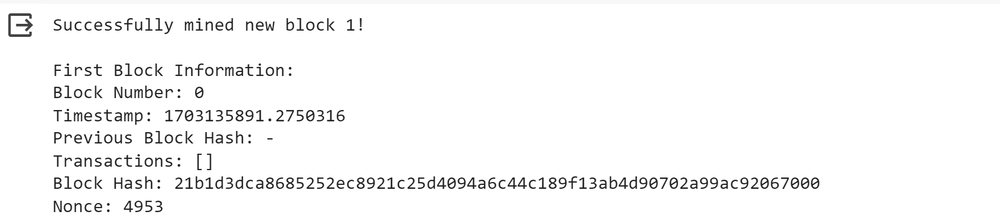 Successfully mined new block 1!
First Block Information:
Block Number: 0
Timestamp: 1703135891.2750316
Previous Block Hash: -
Transactions: []
Block Hash: 21b1d3dca8685252ec8921c25d4094a6c44c189f13ab4d90702a99ac92067000
Nonce: 4953